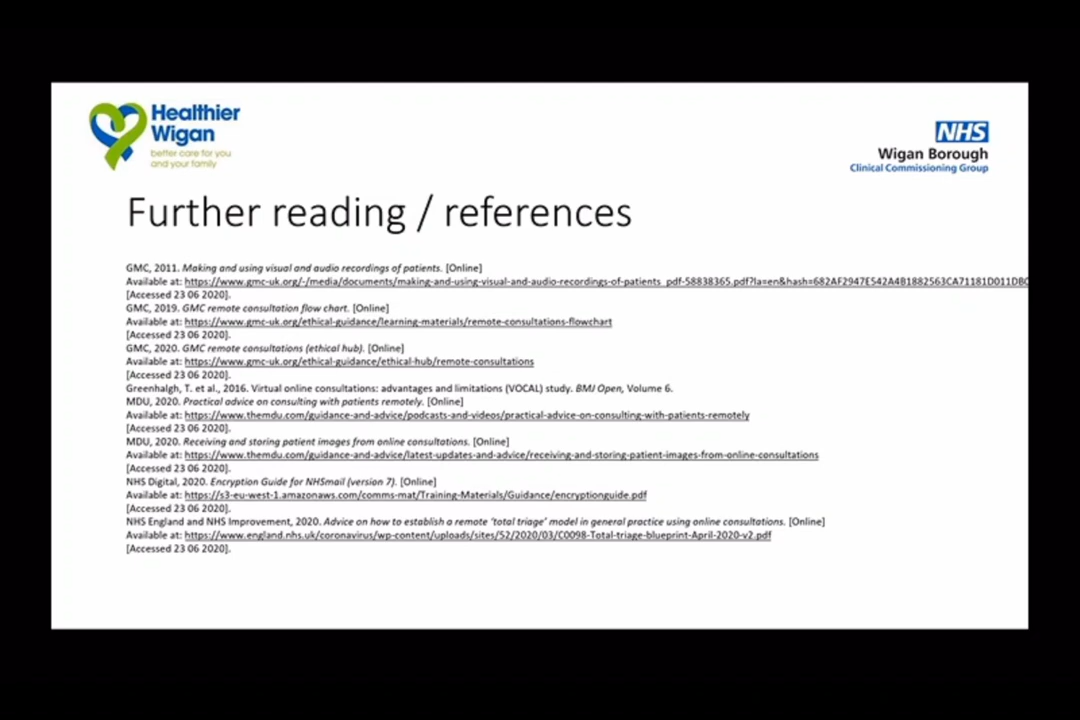 Healthier
Wigan
better care for you
and your family
NHS
Wigan Borough
Clinical Commissioning Group
Further reading / references
GMC, 2011. Making and using visual and audio recordings of patients. [Online]
Available at: https://www.gmc-uk.org/-/media/documents/making-and-using-visual-and-audio-recordings-of-patients_pdf-58838365.pdf?la=en&hash=682AF2947E542A4B1882563CA71181D011DB
[Accessed 23 06 2020].
GMC, 2019. GMC remote consultation flow chart. [Online]
Available at: https://www.gmc-uk.org/ethical-guidance/learning-materials/remote-consultations-flowchart
[Accessed 23 06 2020].
GMC, 2020. GMC remote consultations (ethical hub). [Online]
Available at: https://www.gmc-uk.org/ethical-guidance/ethical-hub/remote-consultations
[Accessed 23 06 2020].
Greenhalgh, T. et al., 2016. Virtual online consultations: advantages and limitations (VOCAL) study. BMJ Open, Volume 6.
MDU, 2020. Practical advice on consulting with patients remotely. [Online]
Available at: https://www.themdu.com/guidance-and-advice/podcasts-and-videos/practical-advice-on-consulting-with-patients-remotely
[Accessed 23 06 2020].
MDU, 2020. Receiving and storing patient images from online consultations. [Online]
Available at: https://www.themdu.com/guidance-and-advice/latest-updates-and-advice/receiving-and-storing-patient-images-from-online-consultations
[Accessed 23 06 2020].
NHS Digital, 2020. Encryption Guide for NHSmail (version 7). [Online]
Available at: https://s3-eu-west-1.amazonaws.com/comms-mat/Training-Materials/Guidance/encryptionguide.pdf
[Accessed 23 06 2020].
NHS England and NHS Improvement, 2020. Advice on how to establish a remote 'total triage' model in general practice using online consultations. [Online]
Available at: https://www.england.nhs.uk/coronavirus/wp-content/uploads/sites/52/2020/03/C0098-Total-triage-blueprint-April-2020-v2.pdf
[Accessed 23 06 2020].